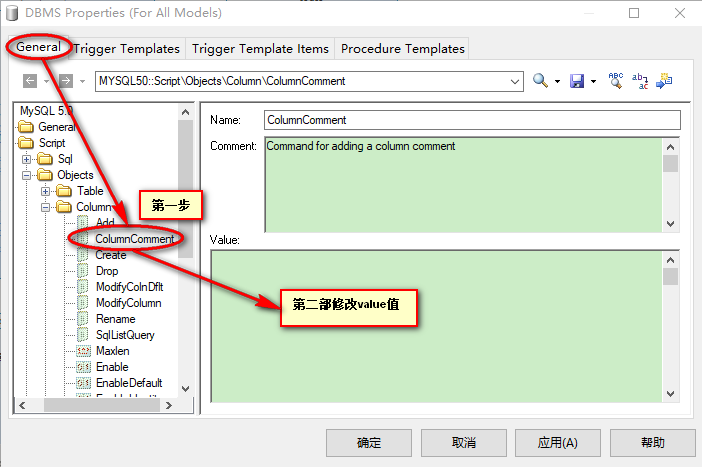 DBMS Properties (For All Models)
General
Trigger Templates
Trigger Template Items
Procedure Templates
MYSQL50::Script\Objects\Column\ColumnComment
MySQL 5.0
General
Script
Sql
Objects
Table
Column
Add
ColumnComment
Create
Drop
ModifyColnDflt
ModifyColumn
Rename
SqlListQuery
Maxlen
Enable
EnableDefault
第一步
Name:
ColumnComment
Comment:
Command for adding a column comment
Value:
第二部修改value值
确定
取消
应用(A)
帮助